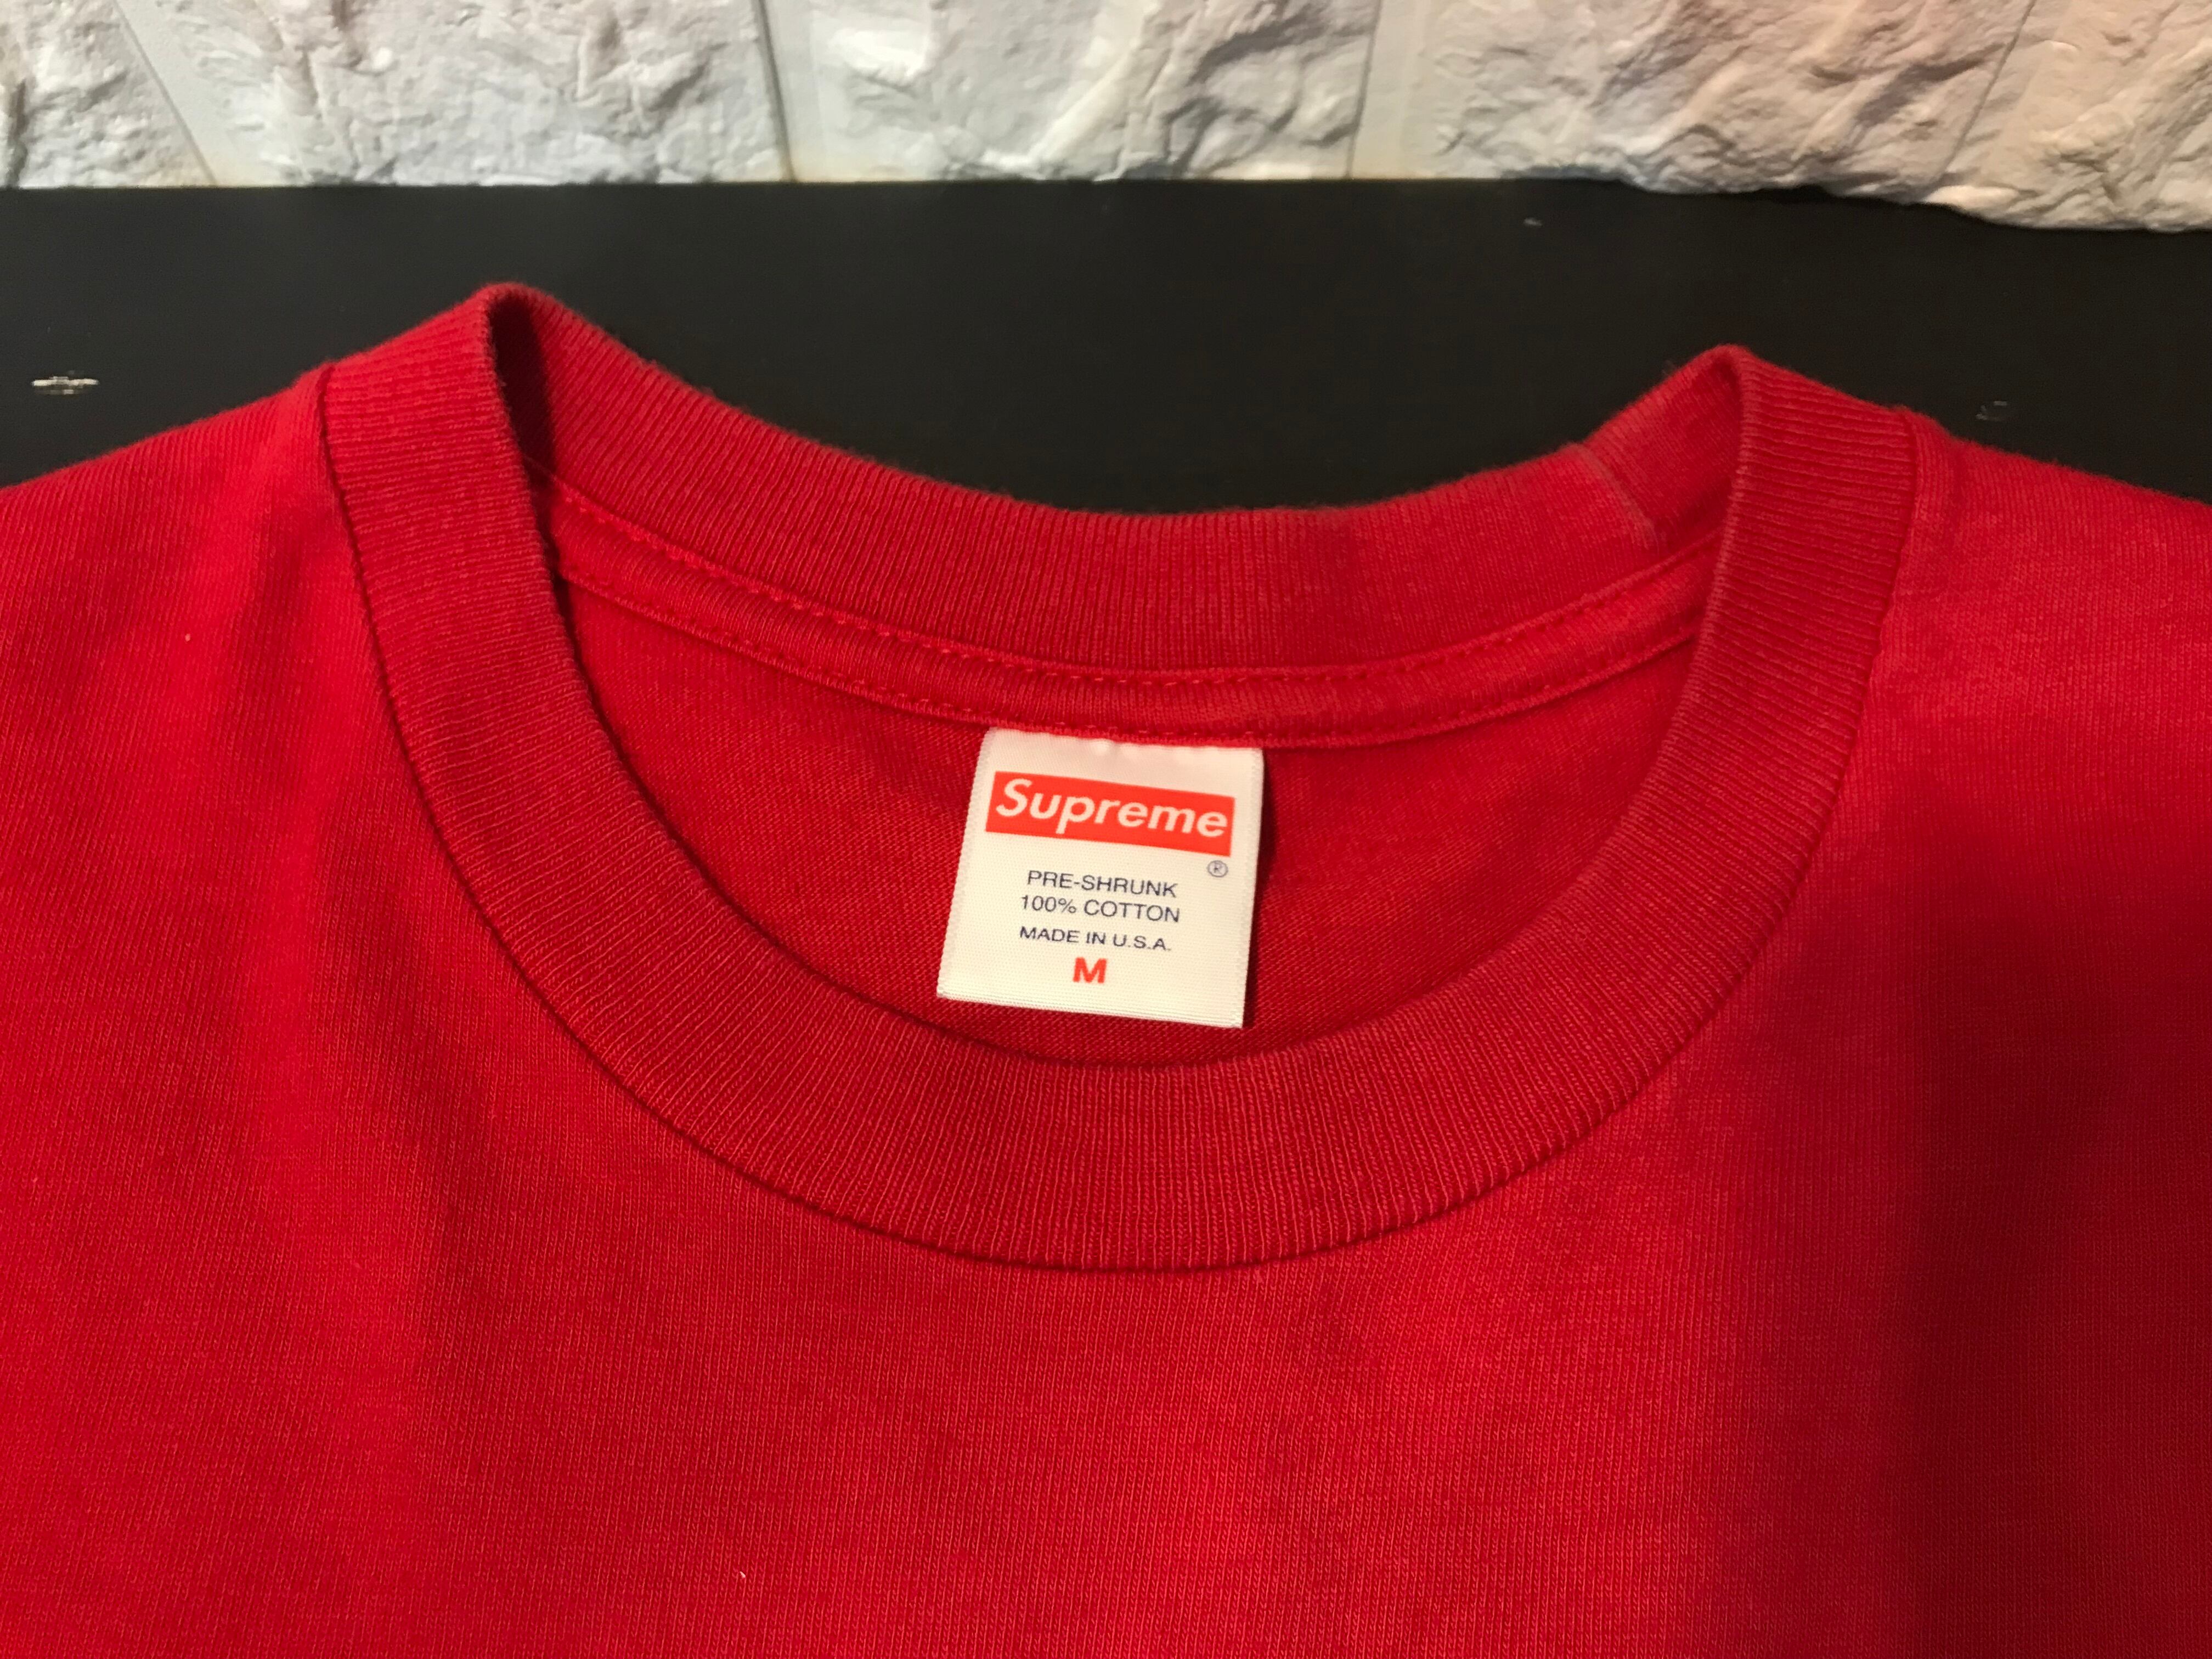 Supreme
®
PRE-SHRUNK
100% COTTON
MADE IN U.S.A.
M